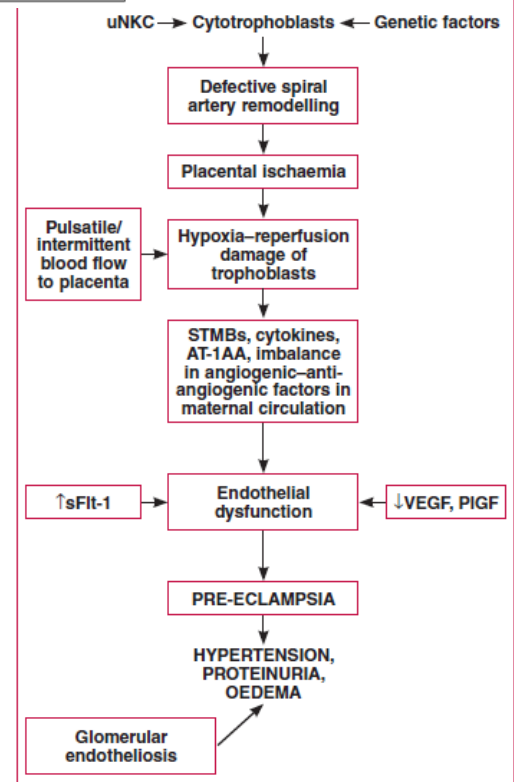 uNKC → Cytotrophoblasts ← Genetic factors
Defective spiral
artery remodelling
Placental ischaemia
Pulsatile/
intermittent
blood flow
to placenta
Hypoxia–reperfusion
damage of
trophoblasts
STMBs, cytokines,
AT-1AA, imbalance
in angiogenic–anti-
angiogenic factors in
maternal circulation
↑sFlt-1
Endothelial
dysfunction
↓VEGF, PlGF
PRE-ECLAMPSIA
HYPERTENSION,
PROTEINURIA,
OEDEMA
Glomerular
endotheliosis